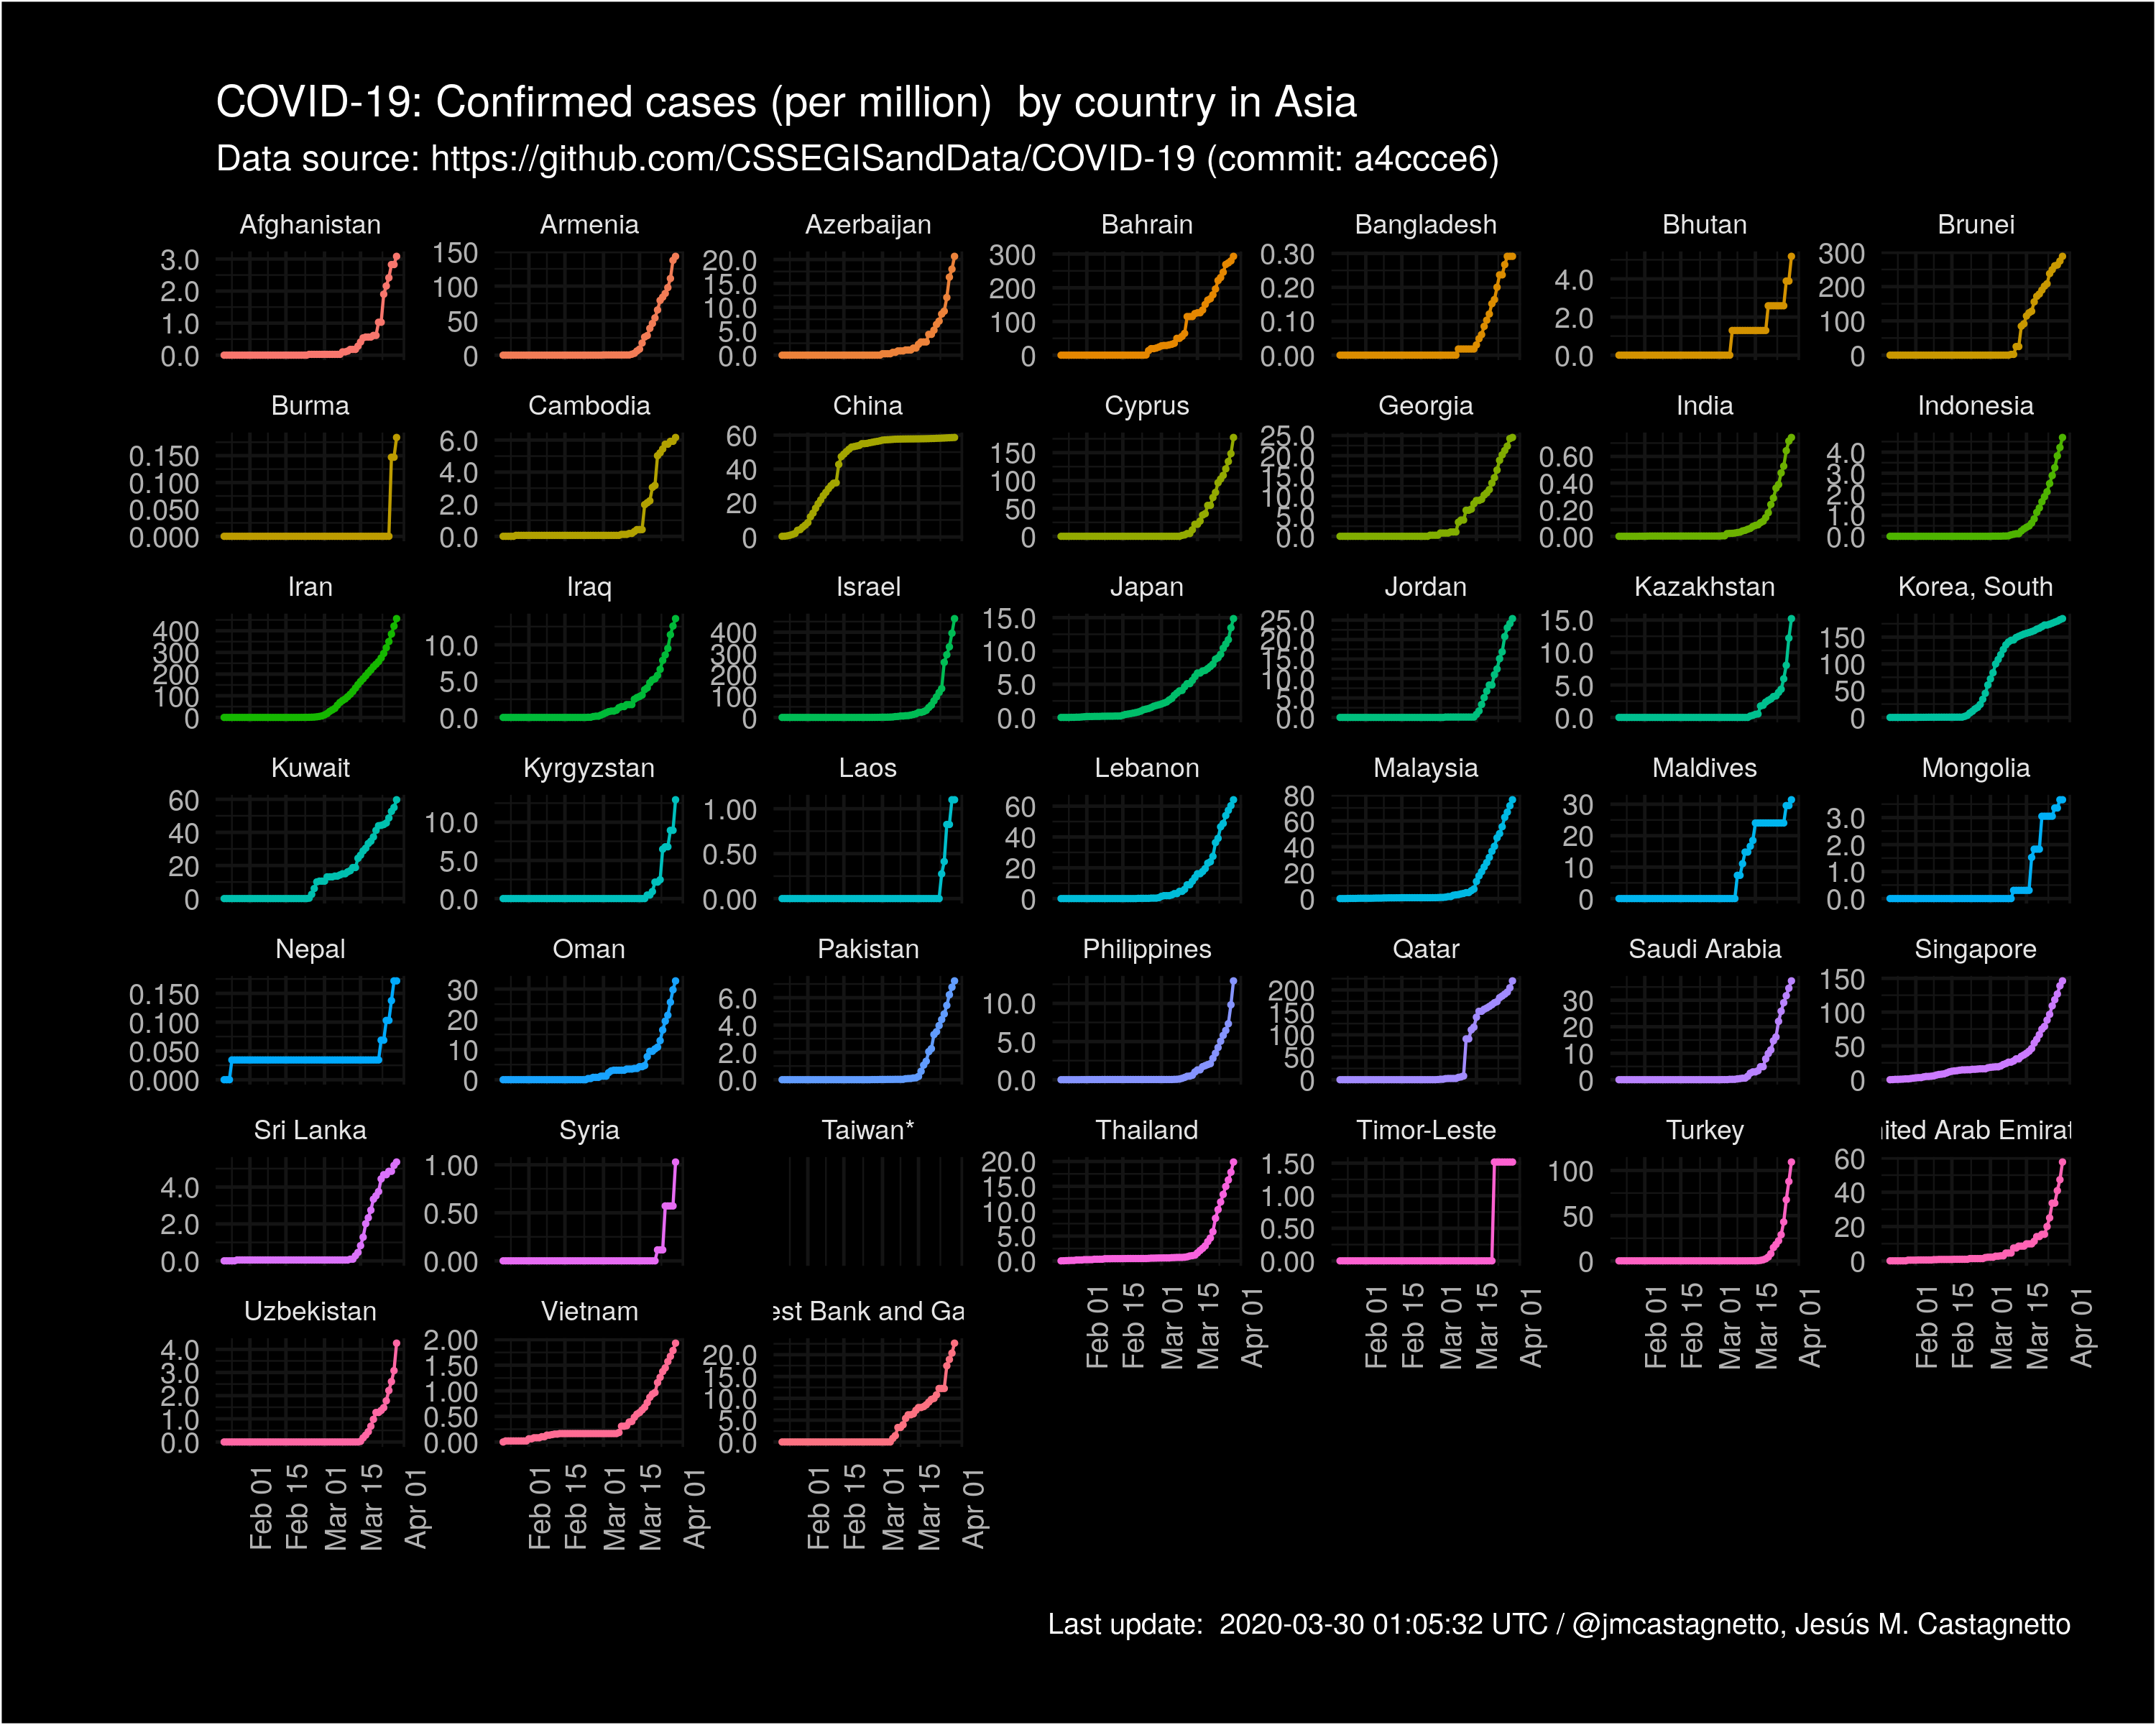 COVID-19: Confirmed cases (per million)  by country in Asia
Data source: https://github.com/CSSEGISandData/COVID-19 (commit: a4ccce6)
Afghanistan Armenia Azerbaijan Bahrain Bangladesh Bhutan Brunei
3.0 2.0 1.0 0.0
150 100 50 0
20.0 15.0 10.0 5.0 0.0
300 200 100 0
0.30 0.20 0.10 0.00
4.0 2.0 0.0
300 200 100 0
Burma Cambodia China Cyprus Georgia India Indonesia
0.150 0.100 0.050 0.000
6.0 4.0 2.0 0.0
60 40 20 0
150 100 50 0
25.0 20.0 15.0 10.0 5.0 0.0
0.60 0.40 0.20 0.00
4.0 3.0 2.0 1.0 0.0
Iran Iraq Israel Japan Jordan Kazakhstan Korea, South
400 300 200 100 0
10.0 5.0 0.0
400 300 200 100 0
15.0 10.0 5.0 0.0
25.0 20.0 15.0 10.0 5.0 0.0
15.0 10.0 5.0 0.0
150 100 50 0
Kuwait Kyrgyzstan Laos Lebanon Malaysia Maldives Mongolia
60 40 20 0
10.0 5.0 0.0
1.00 0.50 0.00
60 40 20 0
80 60 40 20 0
30 20 10 0
3.0 2.0 1.0 0.0
Nepal Oman Pakistan Philippines Qatar Saudi Arabia Singapore
0.150 0.100 0.050 0.000
30 20 10 0
6.0 4.0 2.0 0.0
10.0 5.0 0.0
200 150 100 50 0
30 20 10 0
150 100 50 0
Sri Lanka Syria Taiwan* Thailand Timor-Leste Turkey nited Arab Emirat
4.0 2.0 0.0
1.00 0.50 0.00
20.0 15.0 10.0 5.0 0.0
1.50 1.00 0.50 0.00
100 50 0
60 40 20 0
Feb 01 Feb 15 Mar 01 Mar 15 Apr 01
Feb 01 Feb 15 Mar 01 Mar 15 Apr 01
Feb 01 Feb 15 Mar 01 Mar 15 Apr 01
Feb 01 Feb 15 Mar 01 Mar 15 Apr 01
Uzbekistan Vietnam est Bank and Ga
4.0 3.0 2.0 1.0 0.0
2.00 1.50 1.00 0.50 0.00
20.0 15.0 10.0 5.0 0.0
Feb 01 Feb 15 Mar 01 Mar 15 Apr 01
Feb 01 Feb 15 Mar 01 Mar 15 Apr 01
Feb 01 Feb 15 Mar 01 Mar 15 Apr 01
Last update:  2020-03-30 01:05:32 UTC / @jmcastagnetto, Jesús M. Castagnetto